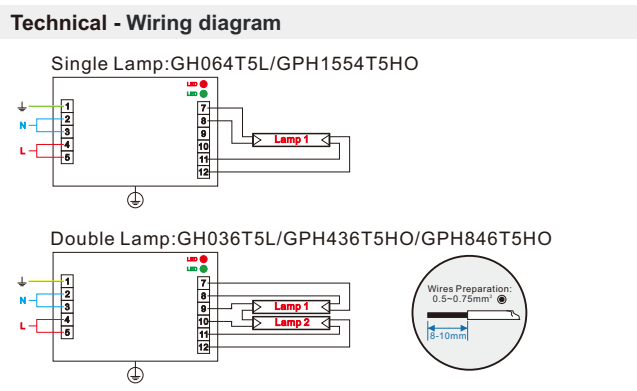 Technical - Wiring diagram
Single Lamp:GH064T5L/GPH1554T5HO
LED
LED
1
N
2
3
L
4
5
7
8
9
10
11
12
Lamp 1
Double Lamp:GH036T5L/GPH436T5HO/GPH846T5HO
LED
LED
1
N
2
3
L
4
5
7
8
9
10
11
12
Lamp 1
Lamp 2
Wires Preparation:
0.5~0.75mm²
8-10mm